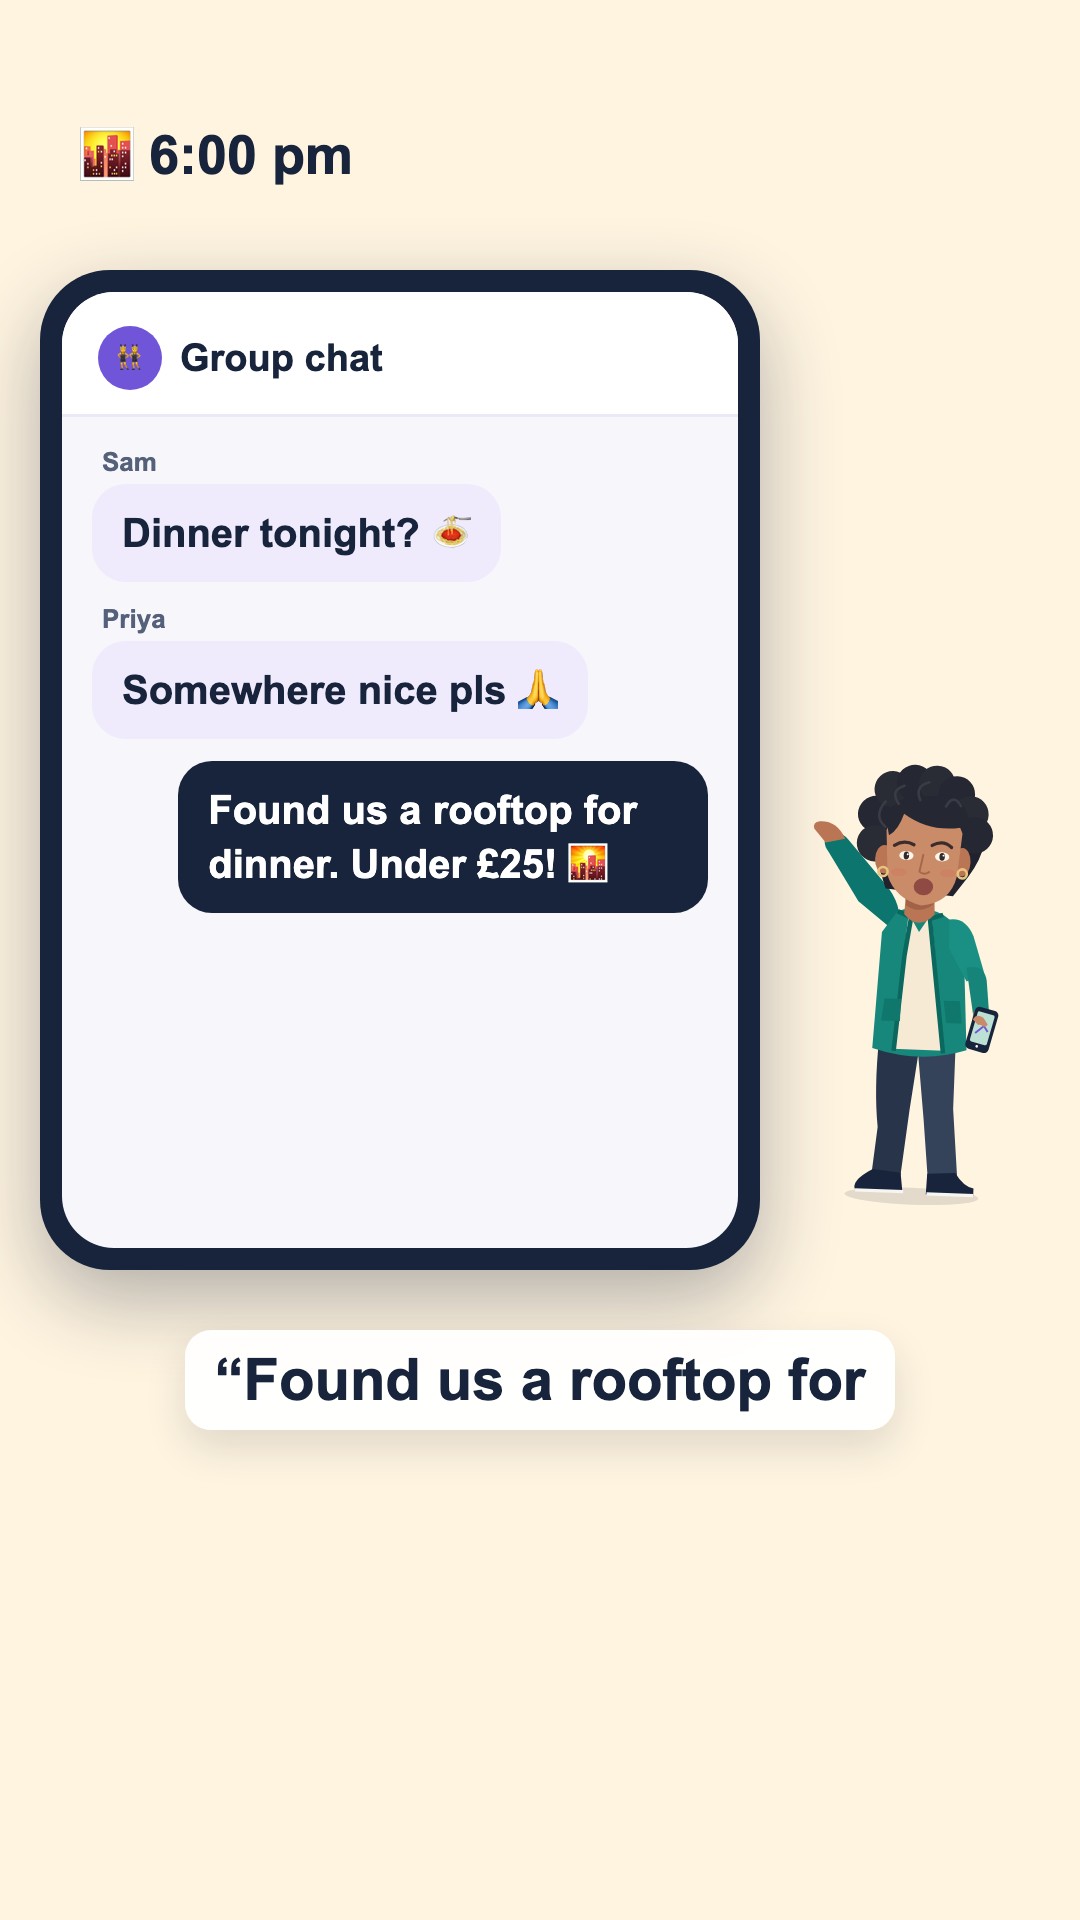 🌇 6:00 pm
👯 Group chat
Sam
Dinner tonight? 🍝
Priya
Somewhere nice pls 🙏
Found us a rooftop for
dinner. Under £25! 🌇
“Found us a rooftop for